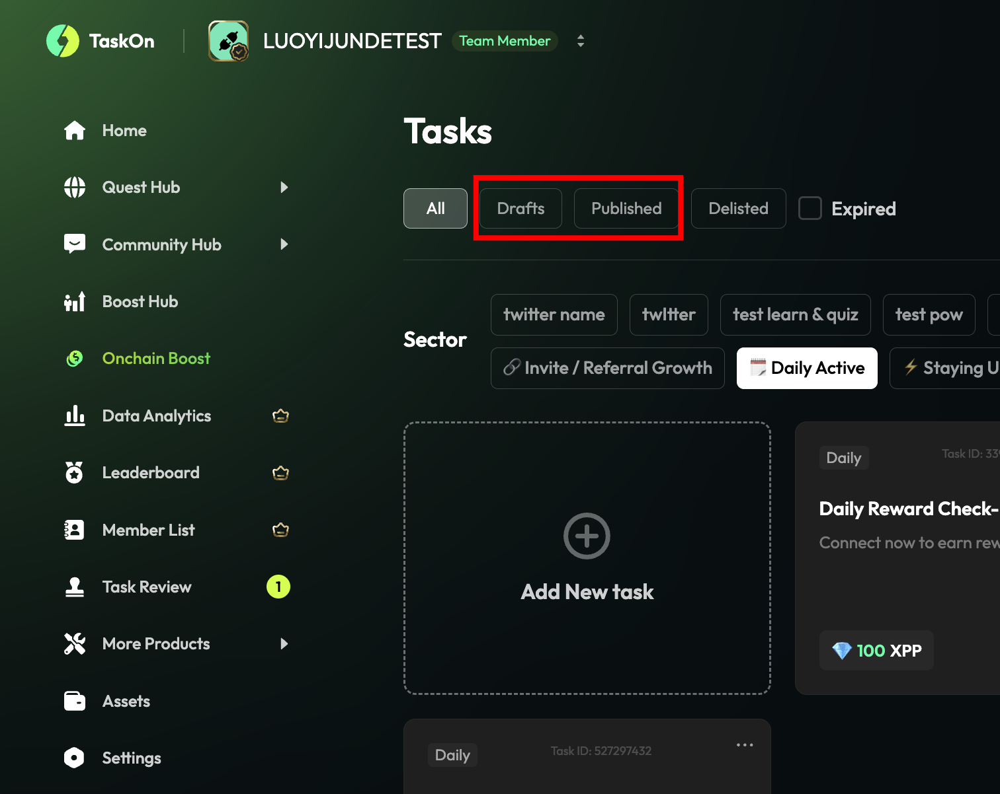 TaskOn
LUOYIJUNDETEST
Team Member
Home
Quest Hub
Community Hub
Boost Hub
Onchain Boost
Data Analytics
Leaderboard
Member List
Task Review
1
More Products
Assets
Settings
Tasks
All
Drafts
Published
Delisted
Expired
Sector
twitter name
twItter
test learn & quiz
test pow
Invite / Referral Growth
Daily Active
Staying U
Add New task
Daily
Task ID: 339
Daily Reward Check-
Connect now to earn rew
100 XPP
Daily
Task ID: 527297432